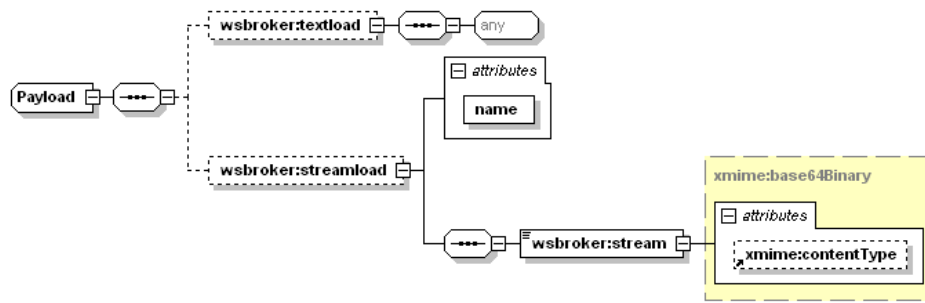 wsbroker:textload
any
attributes
name
Payload
wsbroker:streamload
xmime:base64Binary
attributes
wsbroker:stream
xmime:contentType